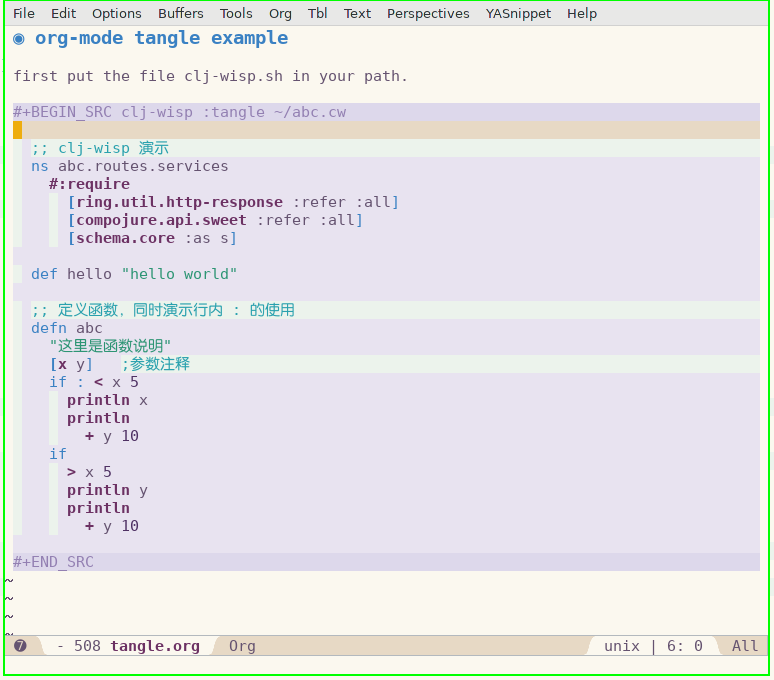 File Edit Options Buffers Tools Org Tbl Text Perspectives YASnippet Help
◉ org-mode tangle example
first put the file clj-wisp.sh in your path.
#+BEGIN_SRC clj-wisp :tangle ~/abc.cw
;; clj-wisp 演示
ns abc.routes.services
#:require
[ring.util.http-response :refer :all]
[compojure.api.sweet :refer :all]
[schema.core :as s]
def hello "hello world"
;; 定义函数，同时演示行内 : 的使用
defn abc
"这里是函数说明"
[x y] ;参数注释
if : < x 5
println x
println
+ y 10
if
> x 5
println y
println
+ y 10
#+END_SRC
~
~
~
~
❼ - 508 tangle.org Org unix | 6: 0 All